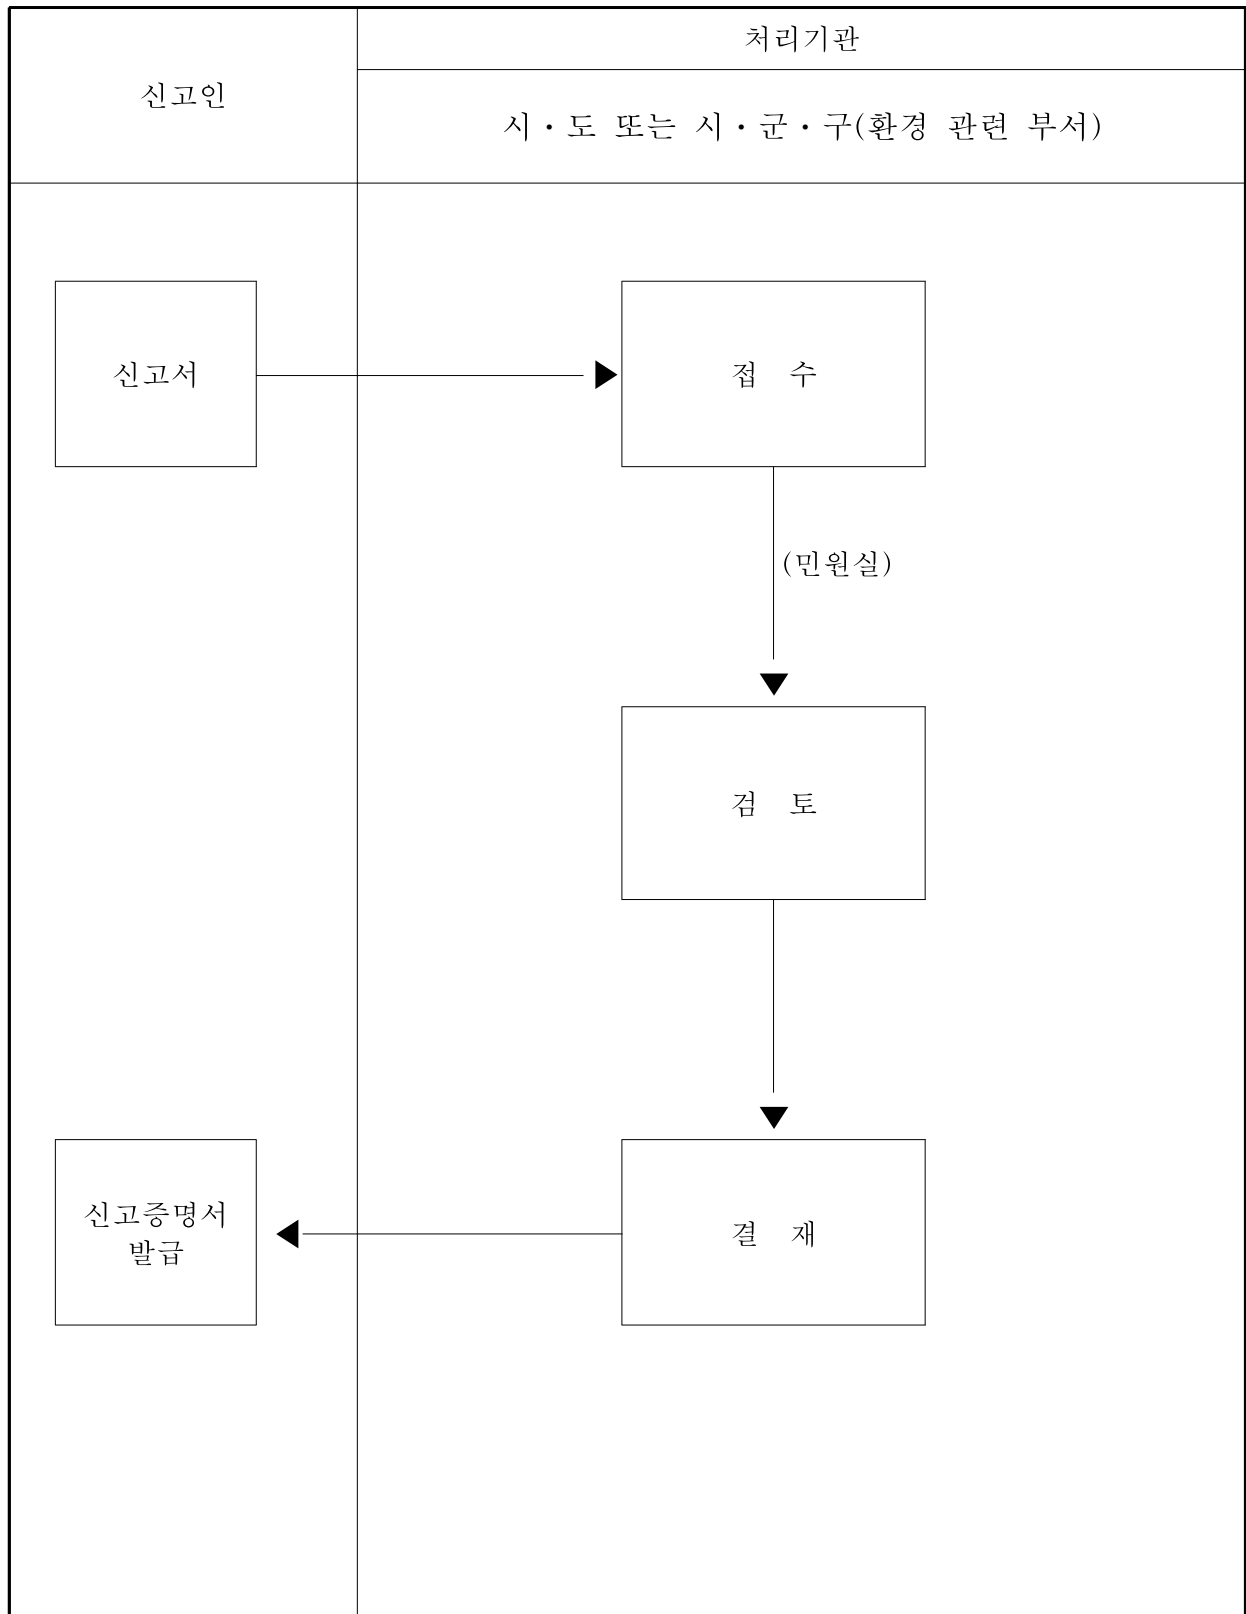 신고인
처리기관
시·도 또는 시·군·구(환경 관련 부서)
신고서
접 수
(민원실)
검 토
신고증명서
발급
결 재